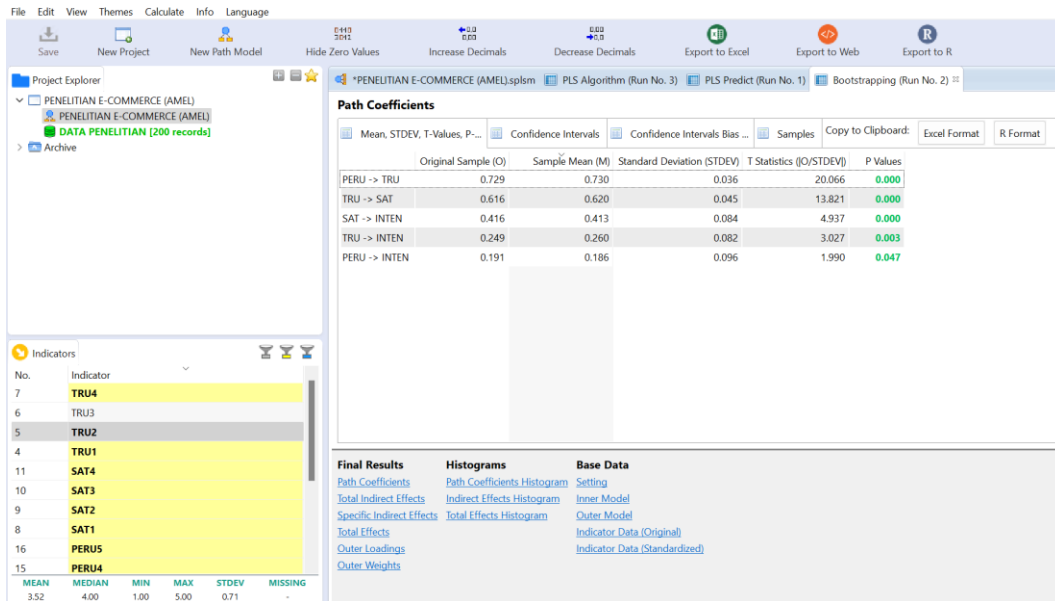 File Edit View Themes Calculate Info Language
Save New Project New Path Model Hide Zero Values Increase Decimals Decrease Decimals Export to Excel Export to Web Export to R
Project Explorer
PENELITIAN E-COMMERCE (AMEL)
PENELITIAN E-COMMERCE (AMEL)
DATA PENELITIAN [200 records]
Archive
*PENELITIAN E-COMMERCE (AMEL).splsm PLS Algorithm (Run No. 3) PLS Predict (Run No. 1) Bootstrapping (Run No. 2)
Path Coefficients
Mean, STDEV, T-Values, P-... Confidence Intervals Confidence Intervals Bias ... Samples Copy to Clipboard: Excel Format R Format
Original Sample (O) Sample Mean (M) Standard Deviation (STDEV) T Statistics (|O/STDEV|) P Values
PERU -> TRU 0.729 0.730 0.036 20.066 0.000
TRU -> SAT 0.616 0.620 0.045 13.821 0.000
SAT -> INTEN 0.416 0.413 0.084 4.937 0.000
TRU -> INTEN 0.249 0.260 0.082 3.027 0.003
PERU -> INTEN 0.191 0.186 0.096 1.990 0.047
Indicators
No. Indicator
7 TRU4
6 TRU3
5 TRU2
4 TRU1
11 SAT4
10 SAT3
9 SAT2
8 SAT1
16 PERU5
15 PERU4
MEAN MEDIAN MIN MAX STDEV MISSING
3.52 4.00 1.00 5.00 0.71 -
Final Results Histograms Base Data
Path Coefficients Path Coefficients Histogram Setting
Total Indirect Effects Indirect Effects Histogram Inner Model
Specific Indirect Effects Total Effects Histogram Outer Model
Total Effects Indicator Data (Original)
Outer Loadings Indicator Data (Standardized)
Outer Weights